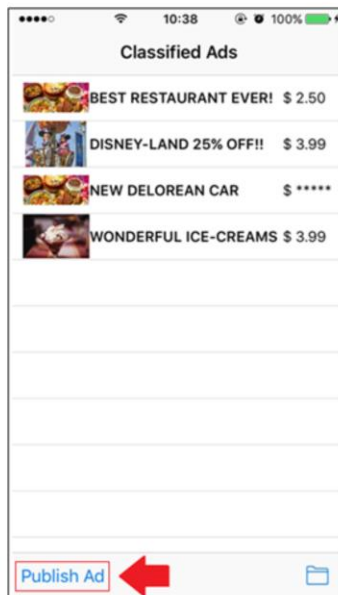 10:38
100%
Classified Ads
BEST RESTAURANT EVER! $ 2.50
DISNEY-LAND 25% OFF!! $ 3.99
NEW DELOREAN CAR $ *****
WONDERFUL ICE-CREAMS $ 3.99
Publish Ad